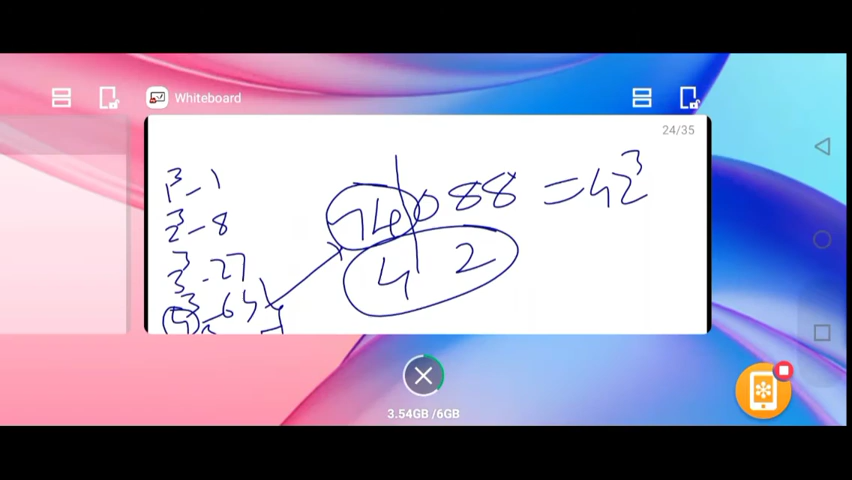 Whiteboard
24/35
1³ - 1
2³ - 8
3³ - 27
4³ - 64
74 | 088 = 42³
4 2
3.54GB /6GB